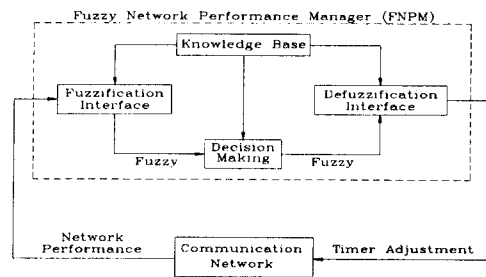 Fuzzy Network Performance Manager (FNPM)
Knowledge Base
Fuzzification
Interface
Defuzzification
Interface
Decision
Making
Fuzzy
Fuzzy
Network
Performance
Communication
Network
Timer Adjustment